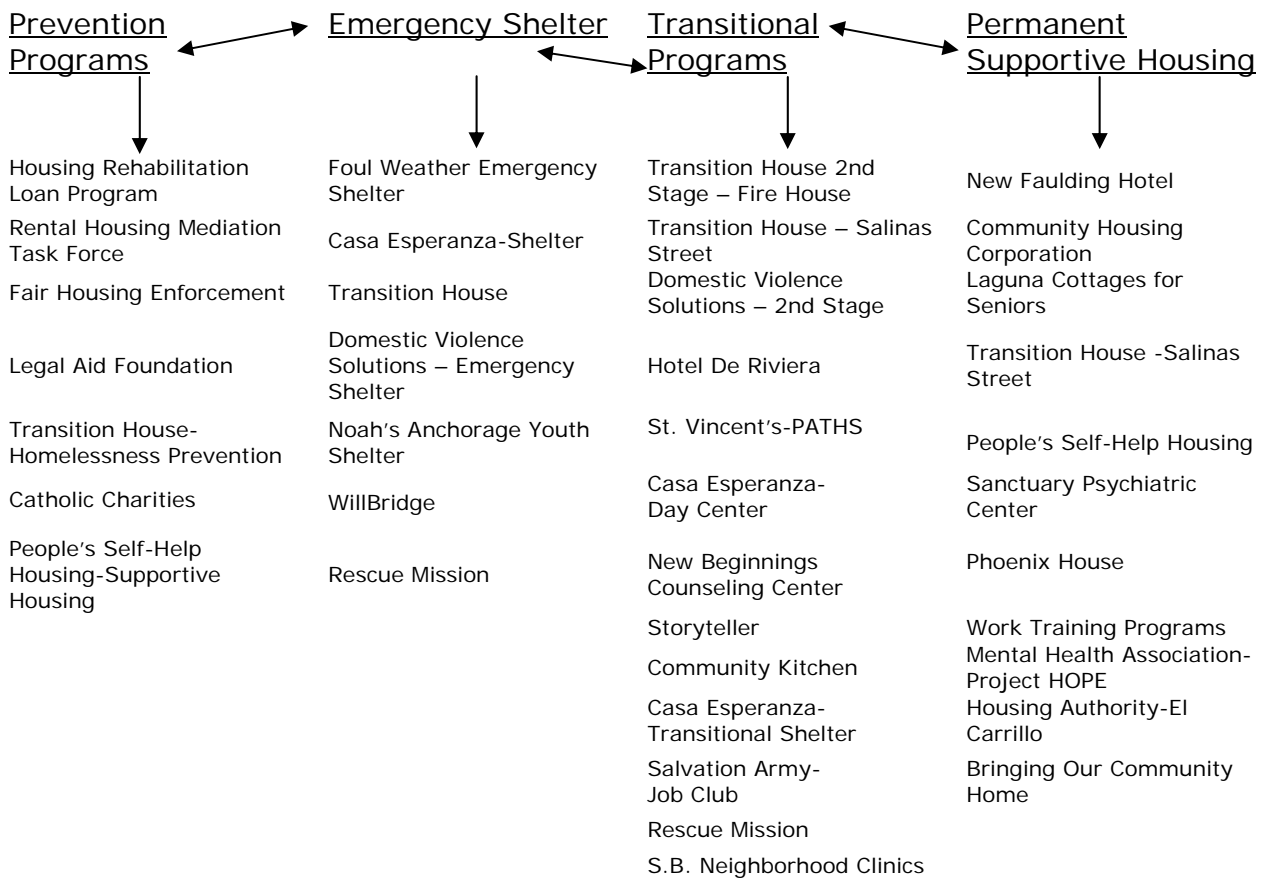 Prevention
Programs
Emergency Shelter
Transitional
Programs
Permanent
Supportive Housing
Housing Rehabilitation
Loan Program
Rental Housing Mediation
Task Force
Fair Housing Enforcement
Legal Aid Foundation
Transition House-
Homelessness Prevention
Catholic Charities
People's Self-Help
Housing-Supportive
Housing
Foul Weather Emergency
Shelter
Casa Esperanza-Shelter
Transition House
Domestic Violence
Solutions – Emergency
Shelter
Noah's Anchorage Youth
Shelter
WillBridge
Rescue Mission
Transition House 2nd
Stage – Fire House
Transition House – Salinas
Street
Domestic Violence
Solutions – 2nd Stage
Hotel De Riviera
St. Vincent's-PATHS
Casa Esperanza-
Day Center
New Beginnings
Counseling Center
Storyteller
Community Kitchen
Casa Esperanza-
Transitional Shelter
Salvation Army-
Job Club
Rescue Mission
S.B. Neighborhood Clinics
New Faulding Hotel
Community Housing
Corporation
Laguna Cottages for
Seniors
Transition House -Salinas
Street
People's Self-Help Housing
Sanctuary Psychiatric
Center
Phoenix House
Work Training Programs
Mental Health Association-
Project HOPE
Housing Authority-El
Carrillo
Bringing Our Community
Home